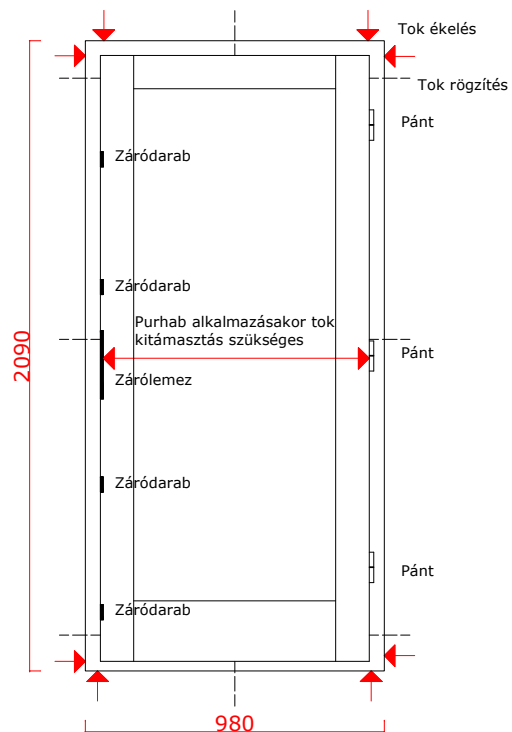 Tok ékelés
Tok rögzítés
Pánt
Záródarab
Záródarab
Purhab alkalmazásakor tok
kitámasztás szükséges
2090
Pánt
Zárólemez
Záródarab
Pánt
Záródarab
980